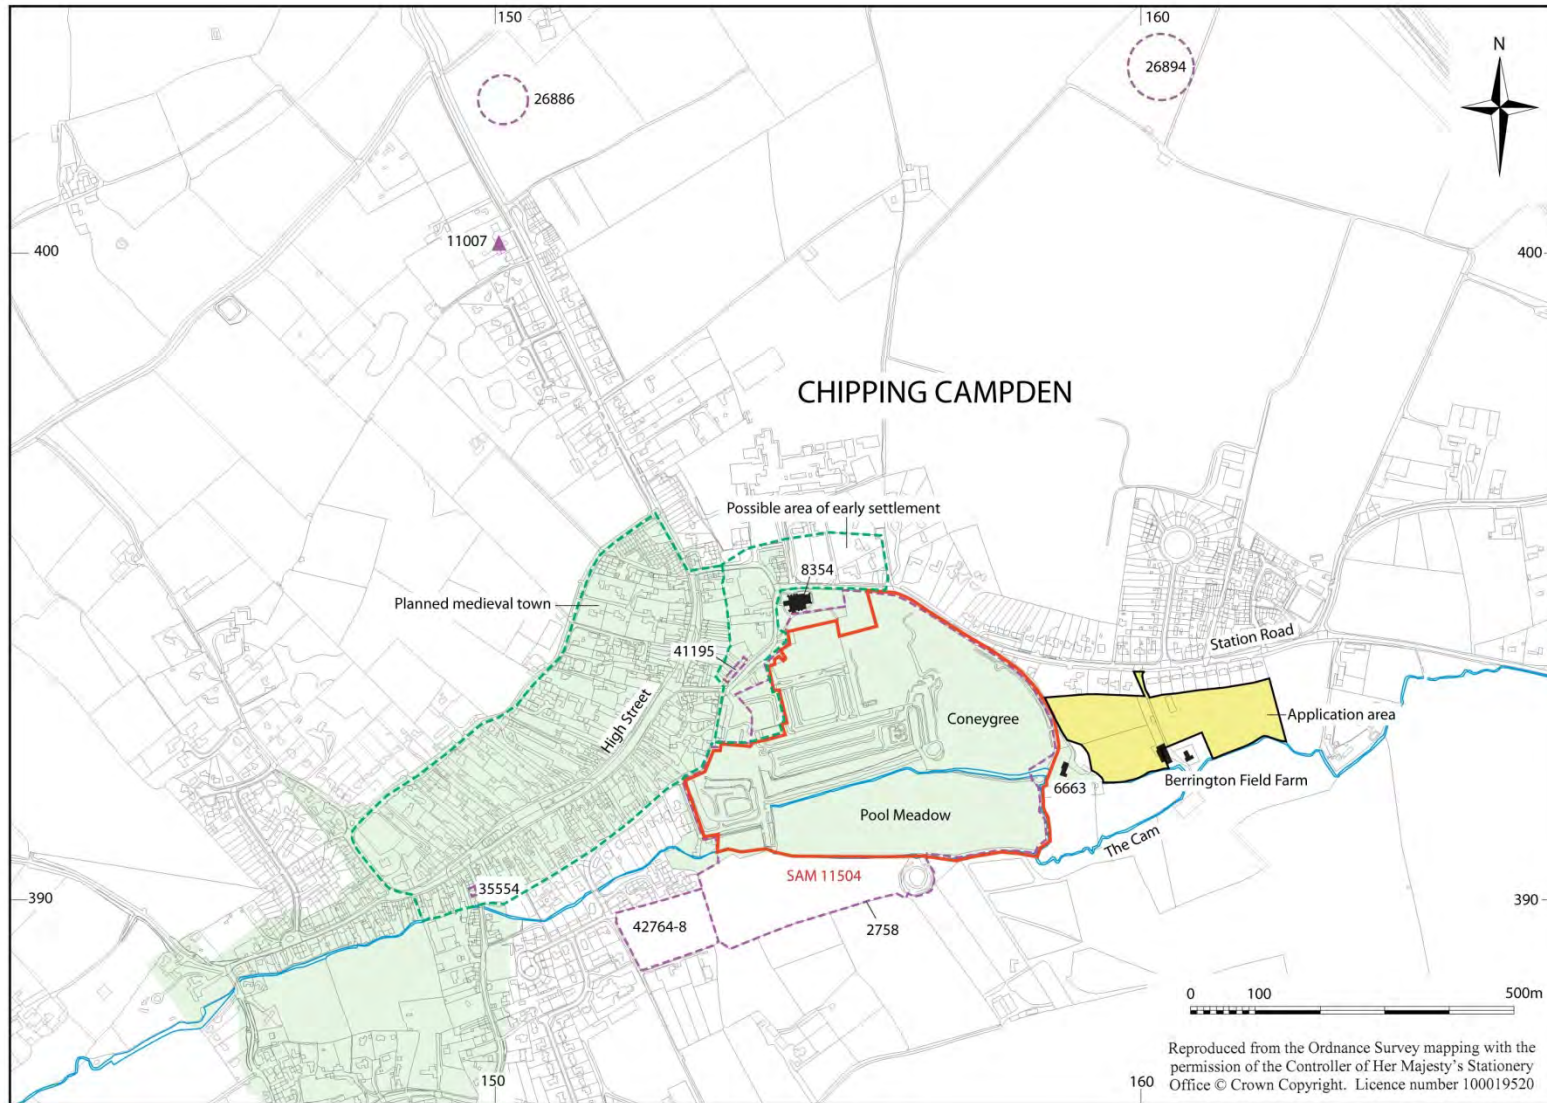 150
160
N
26894
26886
11007
400
400
CHIPPING CAMPDEN
Possible area of early settlement
8354
Planned medieval town
Station Road
41195
High Street
Coneygree
Application area
6663
Berrington Field Farm
Pool Meadow
The Cam
SAM 11504
35554
390
390
42764-8
2758
0 100 500m
Reproduced from the Ordnance Survey mapping with the
permission of the Controller of Her Majesty's Stationery
Office © Crown Copyright. Licence number 100019520
150
160